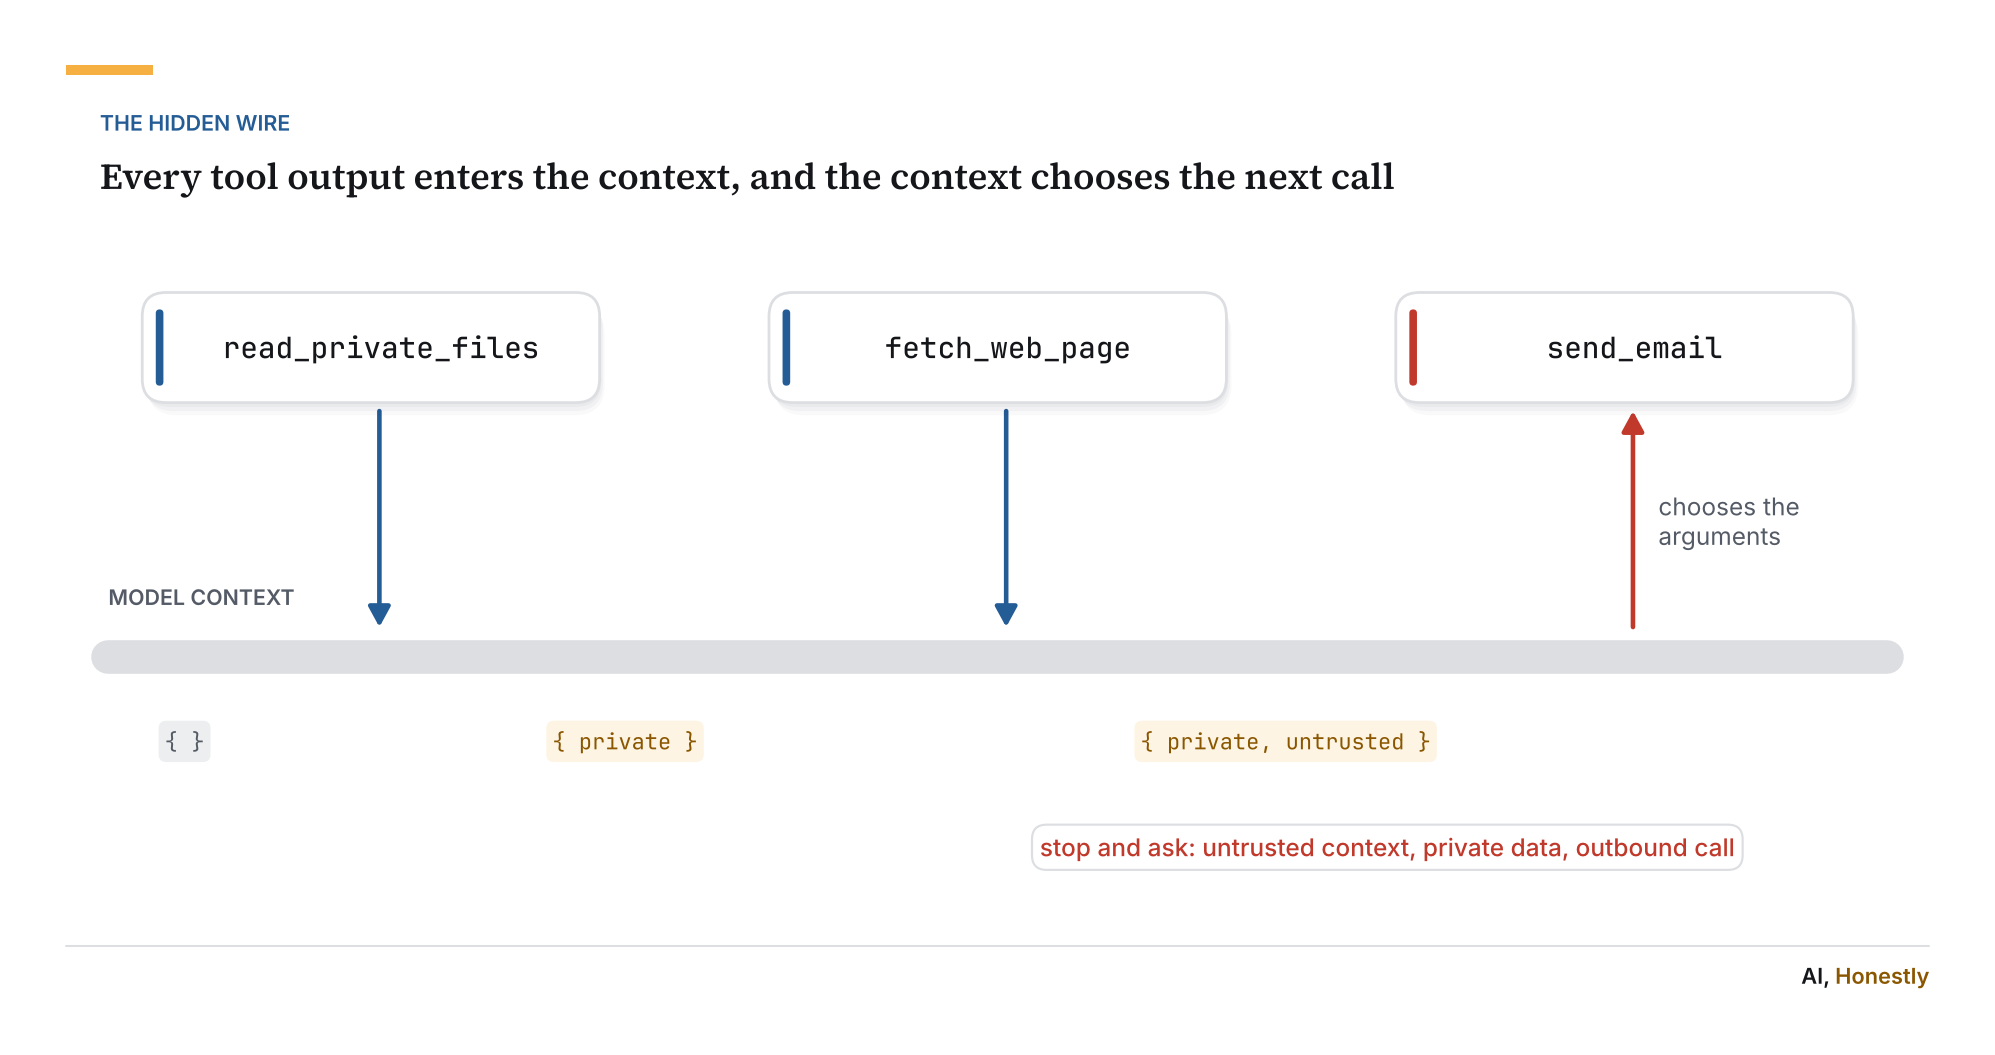 THE HIDDEN WIRE
Every tool output enters the context, and the context chooses the next call
read_private_files
fetch_web_page
send_email
chooses the
arguments
MODEL CONTEXT
{ }
{ private }
{ private, untrusted }
stop and ask: untrusted context, private data, outbound call
AI, Honestly